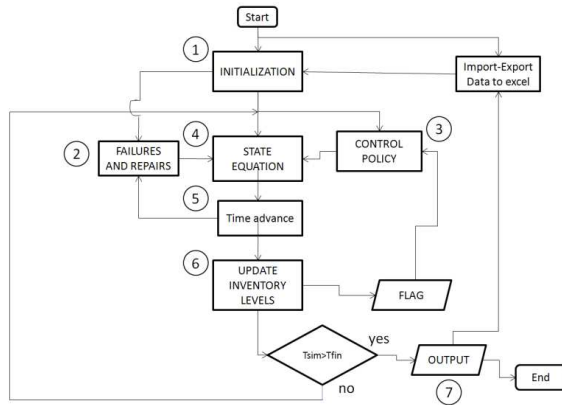 Start
1
INITIALIZATION
Import-Export
Data to excel
2
FAILURES
AND REPAIRS
4
STATE
EQUATION
CONTROL
POLICY
3
5
Time advance
6
UPDATE
INVENTORY
LEVELS
FLAG
Tsim>Tfin
yes
no
OUTPUT
7
End